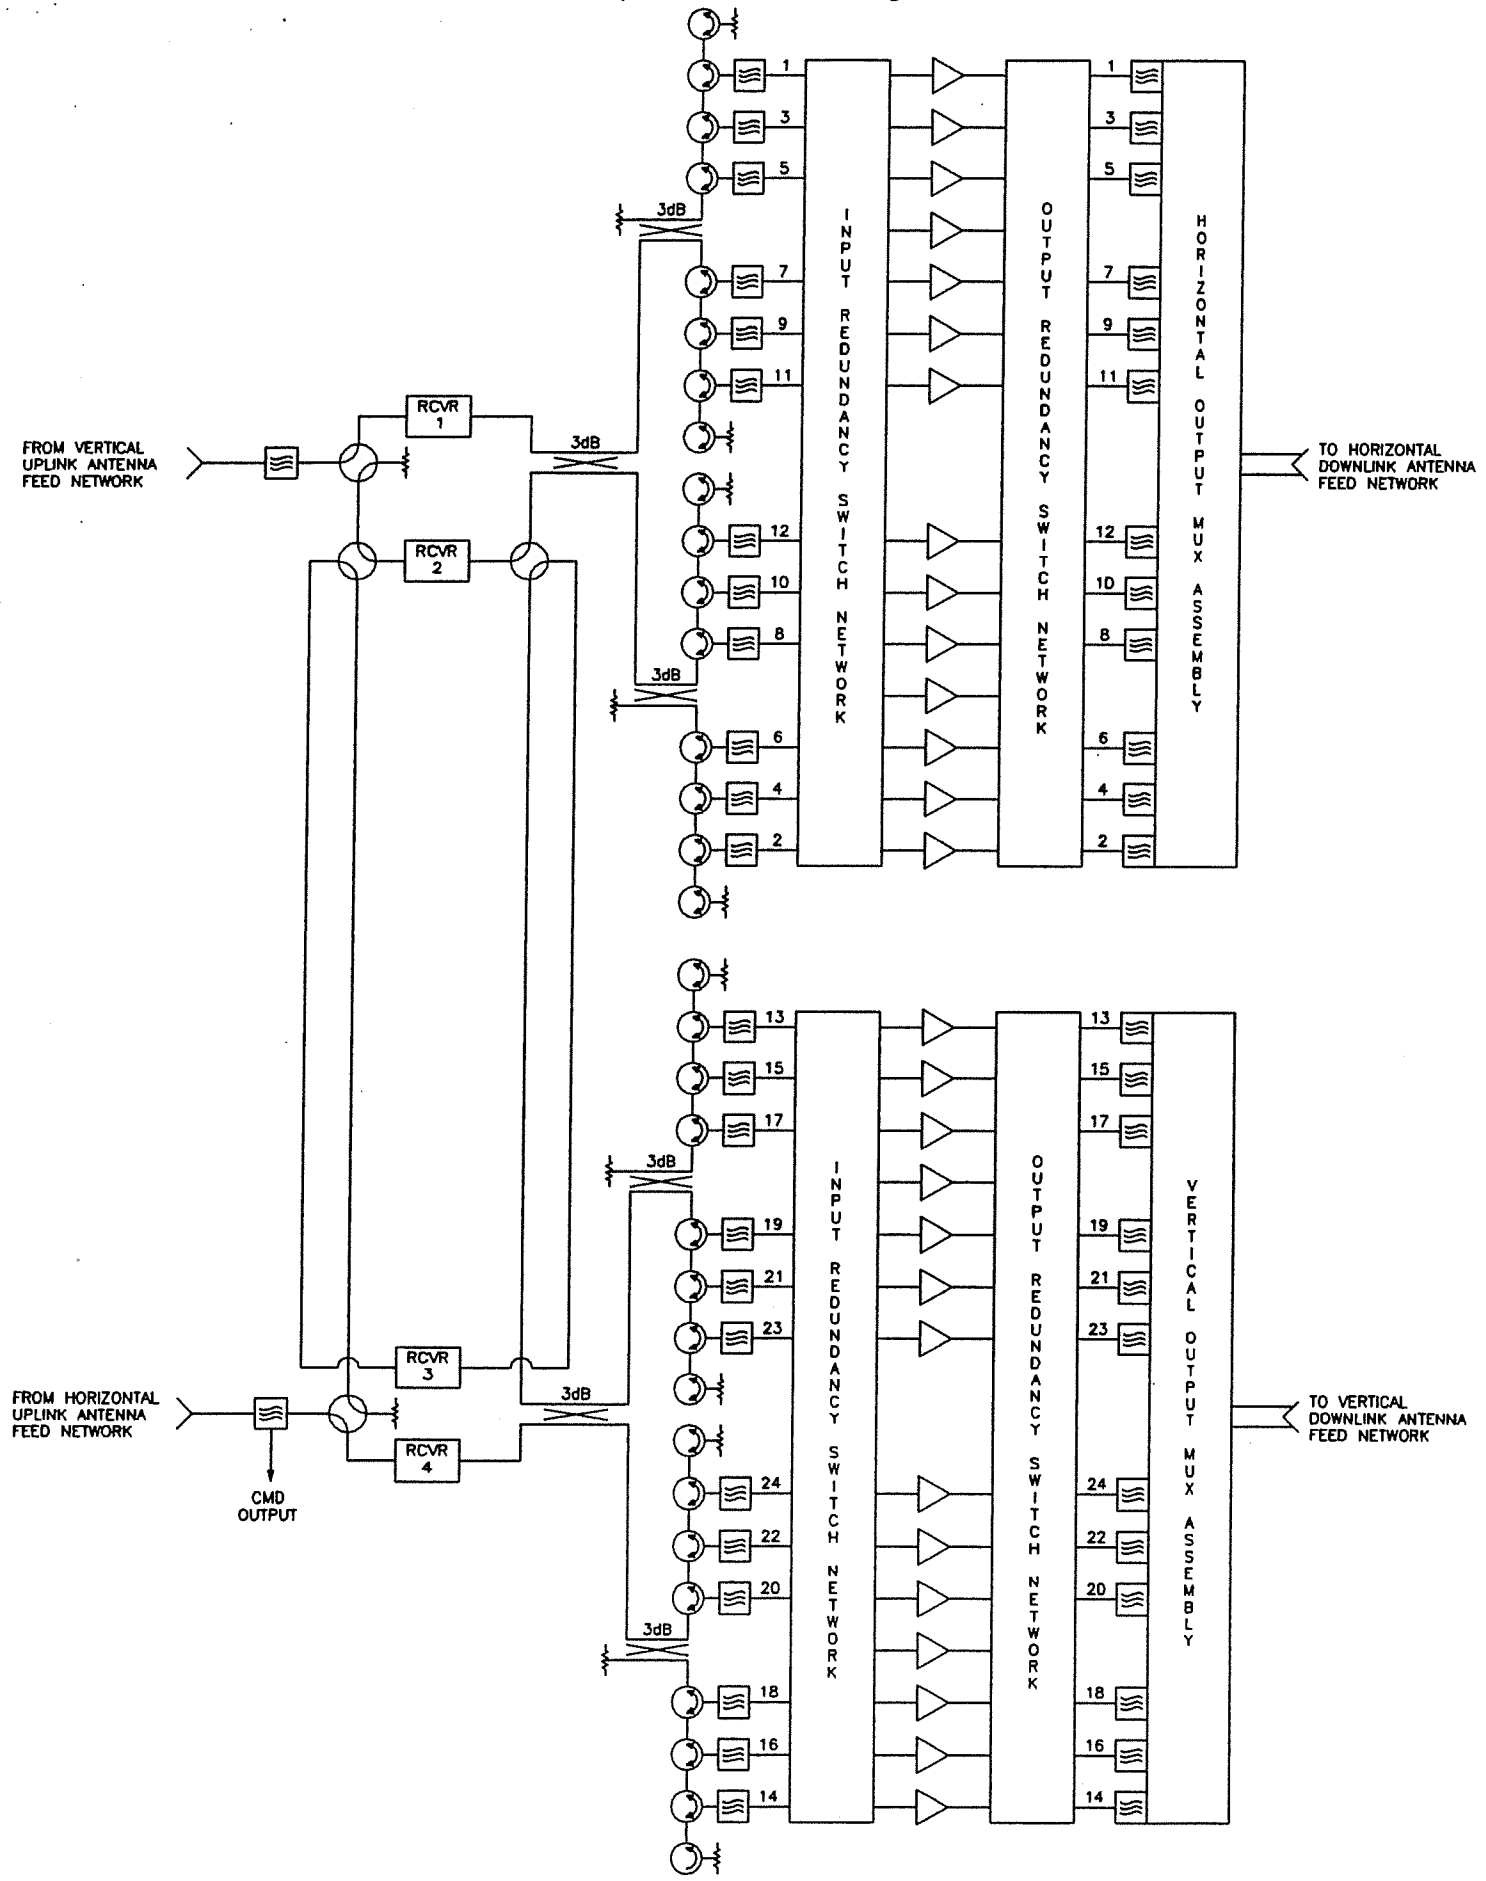 1
3
5
3dB
7
9
11
3dB
12
10
8
3dB
6
4
2
INPUT REDUNDANCY SWITCH NETWORK
OUTPUT REDUNDANCY SWITCH NETWORK
1
3
5
7
9
11
12
10
8
6
4
2
HORIZONTAL OUTPUT MUX ASSEMBLY
FROM VERTICAL
UPLINK ANTENNA
FEED NETWORK
RCVR
1
RCVR
2
TO HORIZONTAL
DOWNLINK ANTENNA
FEED NETWORK
13
15
17
3dB
19
21
23
3dB
24
22
20
3dB
18
16
14
INPUT REDUNDANCY SWITCH NETWORK
OUTPUT REDUNDANCY SWITCH NETWORK
13
15
17
19
21
23
24
22
20
18
16
14
VERTICAL OUTPUT MUX ASSEMBLY
RCVR
3
FROM HORIZONTAL
UPLINK ANTENNA
FEED NETWORK
RCVR
4
CMD
OUTPUT
TO VERTICAL
DOWNLINK ANTENNA
FEED NETWORK